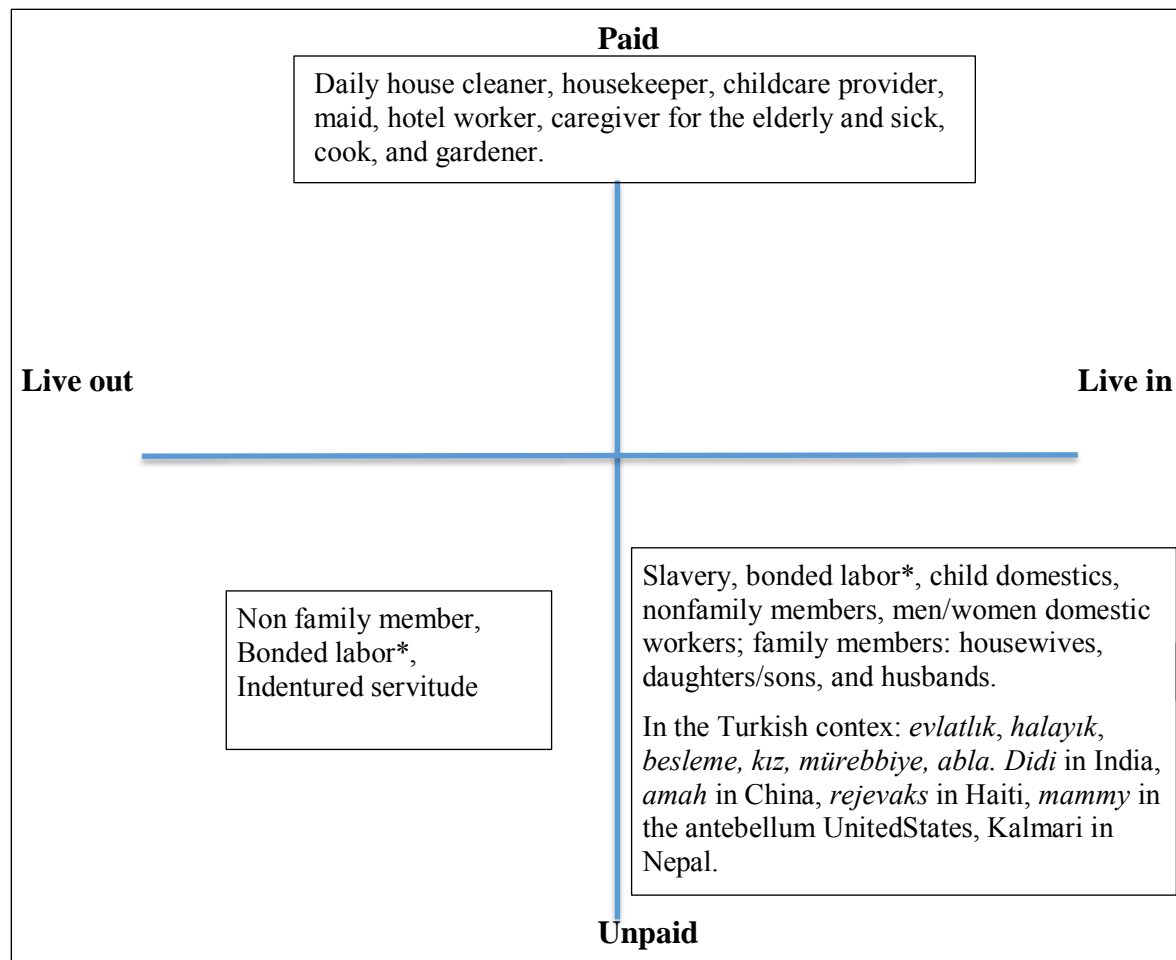 Paid
Daily house cleaner, housekeeper, childcare provider,
maid, hotel worker, caregiver for the elderly and sick,
cook, and gardener.
Live out
Live in
Non family member,
Bonded labor*,
Indentured servitude
Slavery, bonded labor*, child domestics,
nonfamily members, men/women domestic
workers; family members: housewives,
daughters/sons, and husbands.
In the Turkish contex: evlatlık, halayık,
besleme, kız, mürebbiye, abla. Didi in India,
amah in China, rejevaks in Haiti, mammy in
the antebellum UnitedStates, Kalmari in
Nepal.
Unpaid